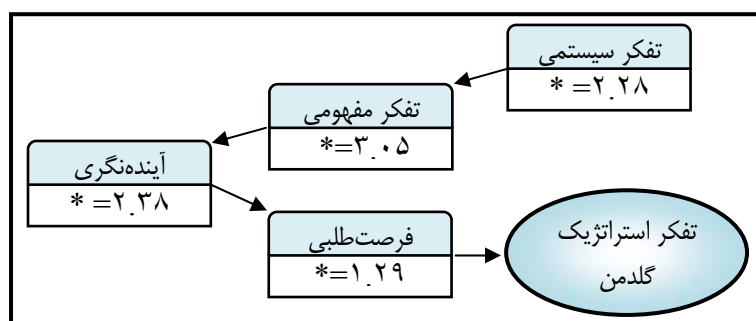 تفکر سیستمی
* =۲.۲۸
تفکر مفهومی
*=۳.۰۵
آینده‌نگری
* =۲.۳۸
فرصت‌طلبی
*=۱.۲۹
تفکر استراتژیک
گلدمن